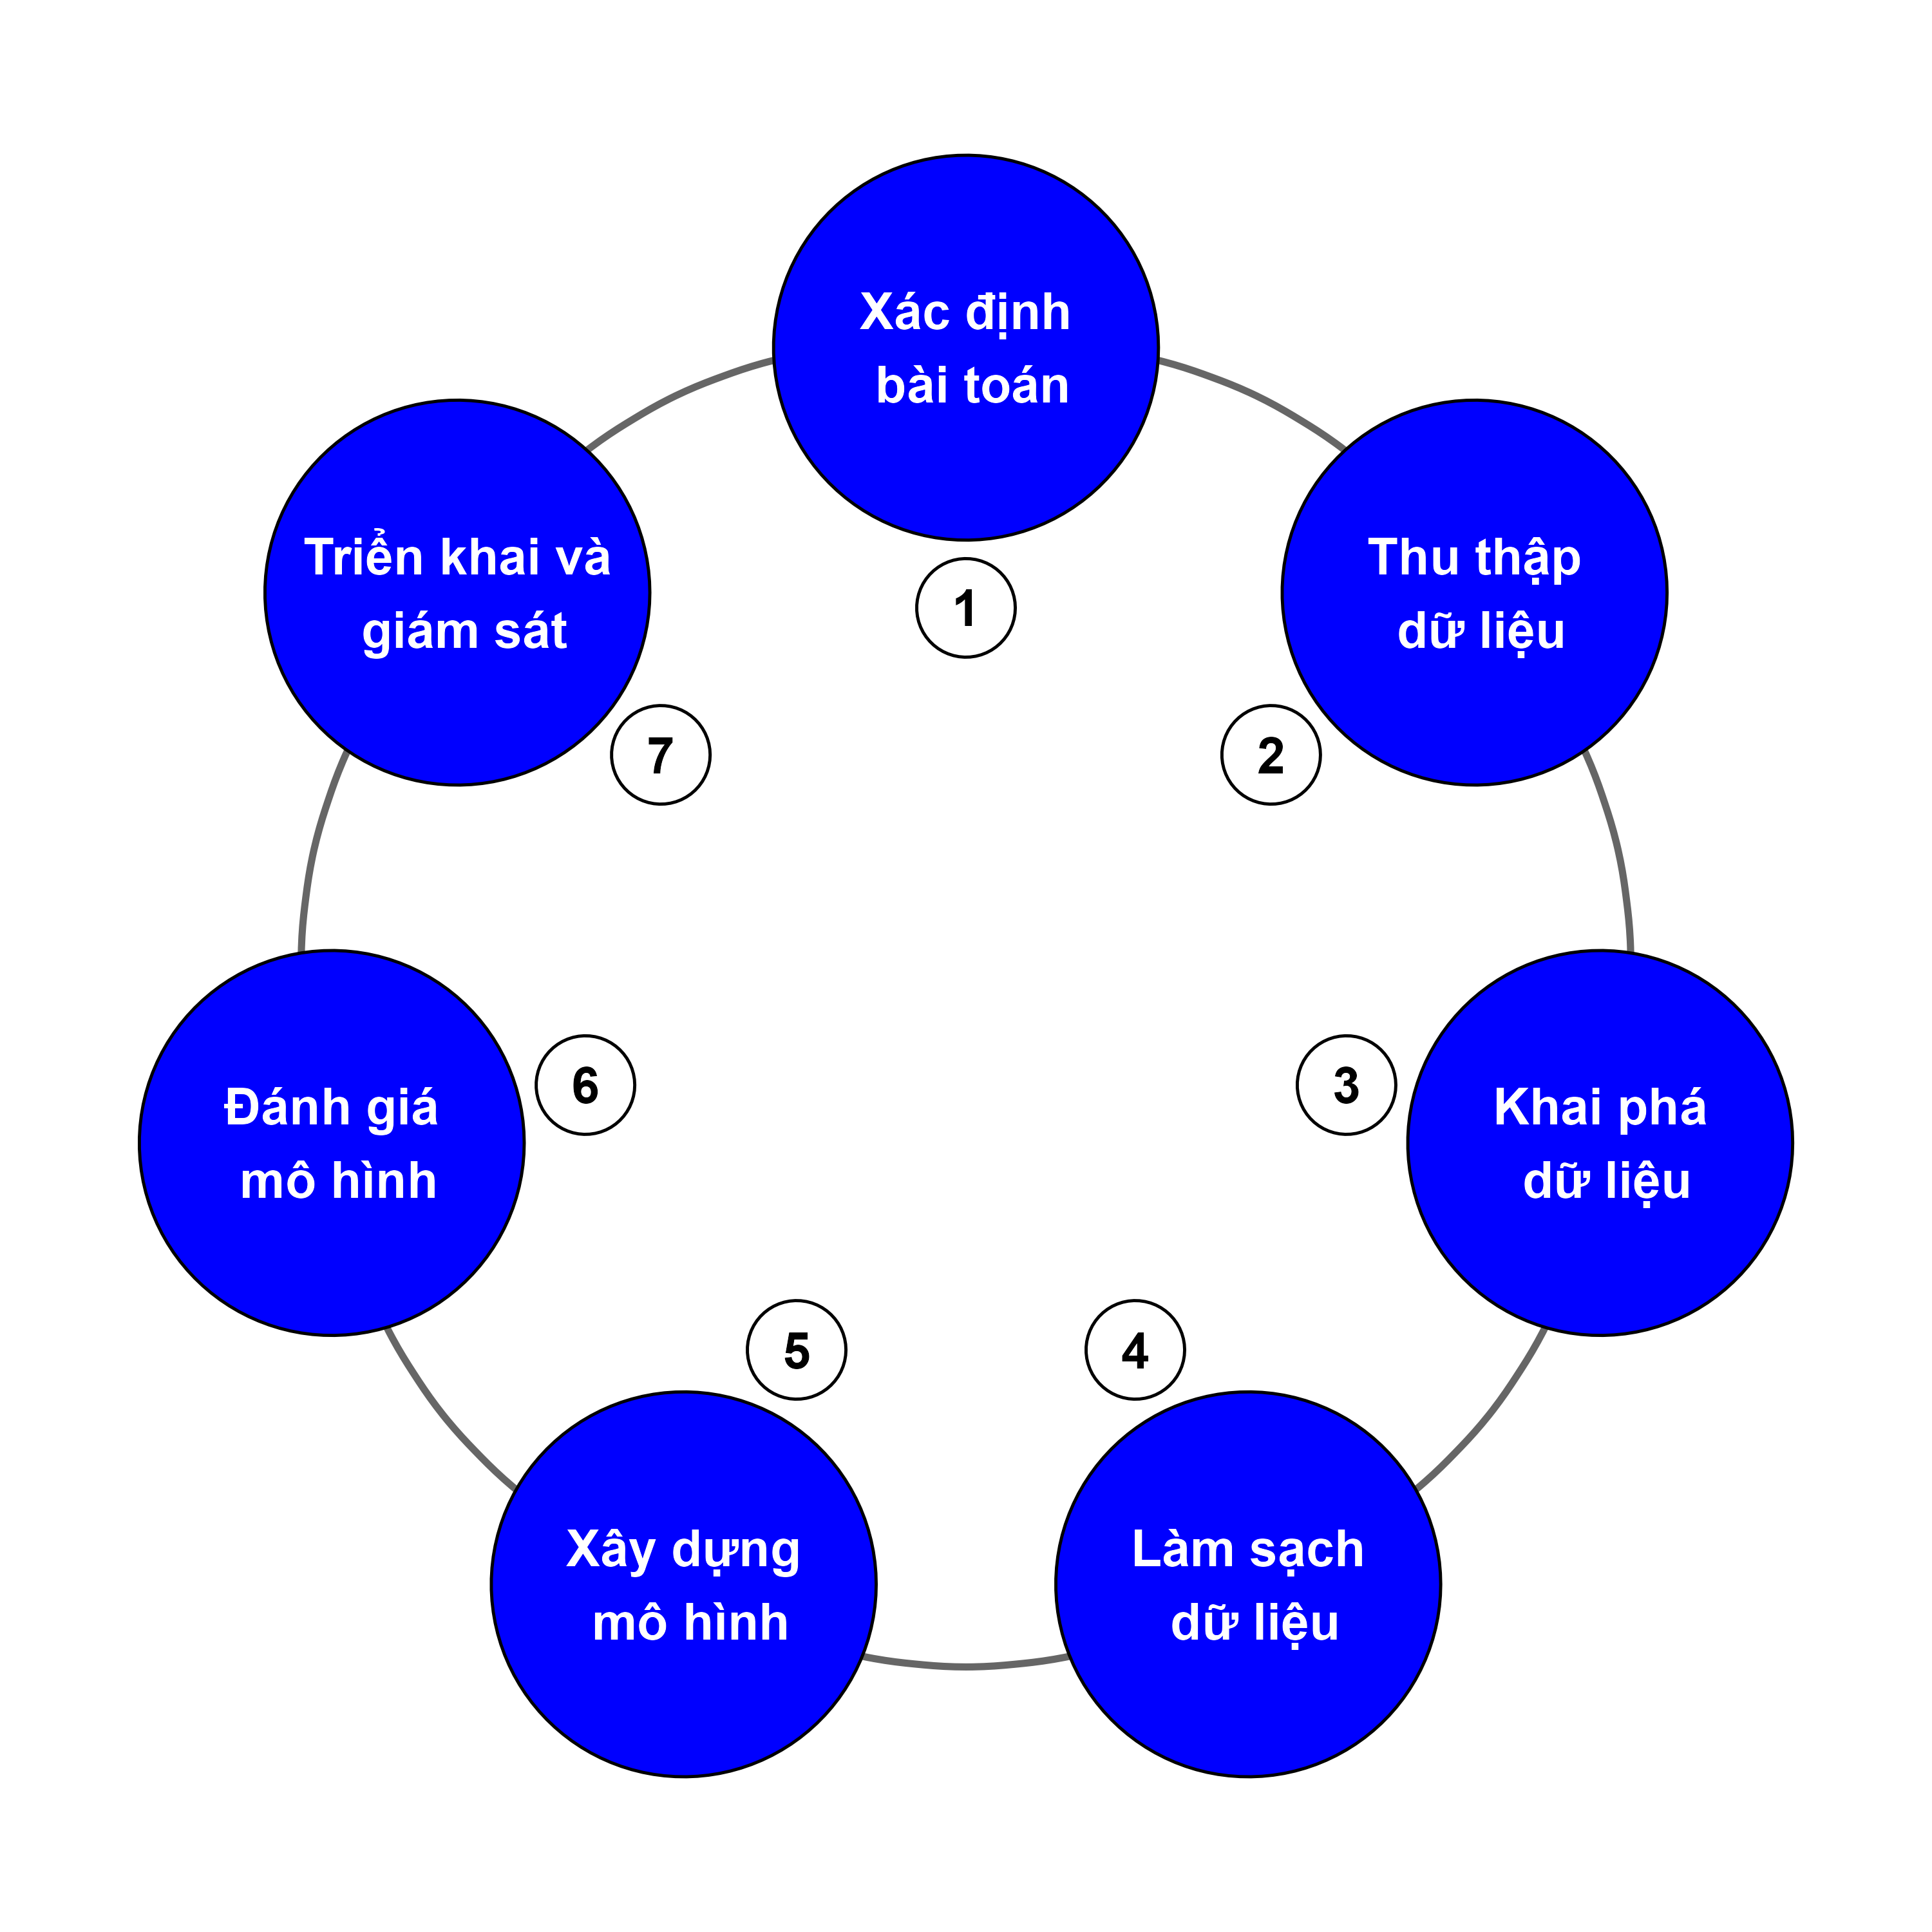 Xác định
bài toán
1
Thu thập
dữ liệu
2
Khai phá
dữ liệu
3
Làm sạch
dữ liệu
4
Xây dựng
mô hình
5
Đánh giá
mô hình
6
Triển khai và
giám sát
7